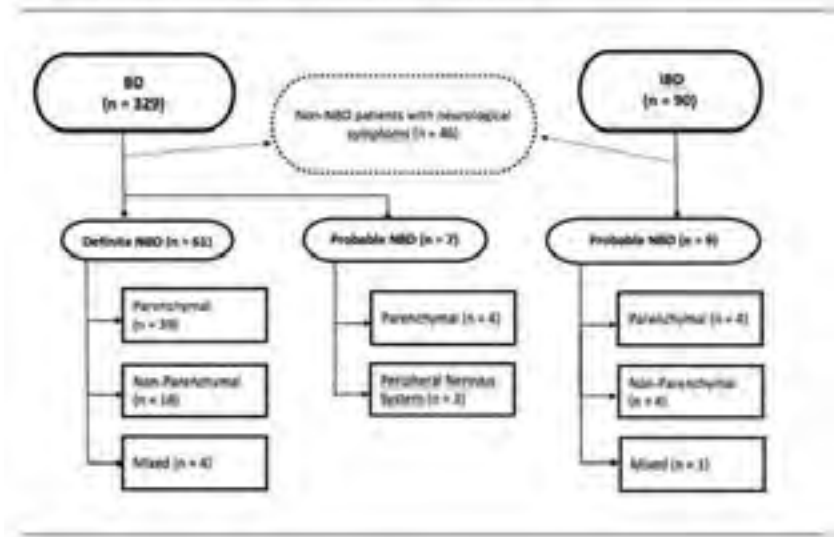 BD
(n = 329)
Non-NBD patients with neurological
symptoms (n = 46)
IBD
(n = 90)
Definite NBD (n = 61)
Parenchymal
(n = 39)
Non-Parenchymal
(n = 18)
Mixed (n = 4)
Probable NBD (n = 7)
Parenchymal (n = 4)
Peripheral Nervous
System (n = 3)
Probable NBD (n = 9)
Parenchymal (n = 4)
Non-Parenchymal
(n = 4)
Mixed (n = 1)